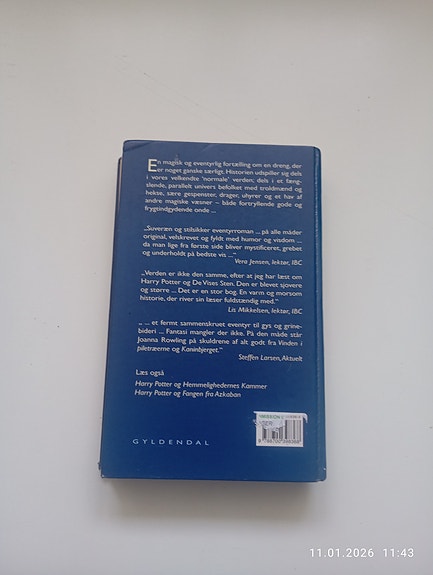 En magisk og eventyrlig fortælling om en dreng, der
er noget ganske særligt. Historien udspiller sig dels
i vores velkendte 'normale' verden, dels i et fæng-
slende, parallelt univers befolket med troldmænd og
hekse, sære gespenster, drager, uhyrer og et hav af
andre magiske væsner – både fortryllende gode og
frygtindgydende onde ...
„Suveræn og stilsikker eventyrroman ... på alle måder
original, velskrevet og fyldt med humor og visdom ...
da man lige fra første side bliver mystificeret, grebet
og underholdt på bedste vis ..."
Vera Jensen, lektør, IBC
„Verden er ikke den samme, efter at jeg har læst om
Harry Potter og De Vises Sten. Den er blevet sjovere
og større ... Det er en stor bog. En varm og morsom
historie, der river sin læser fuldstændig med."
Lis Mikkelsen, lektør, IBC
„ ... et fermt sammenskruet eventyr til gys og grine-
bideri ... Fantasi mangler der ikke. På den måde står
Joanna Rowling på skuldrene af alt godt fra Vinden i
piletræerne og Kaninbjerget."
Steffen Larsen, Aktuelt
Læs også
Harry Potter og Hemmelighedernes Kammer
Harry Potter og Fangen fra Azkaban
GYLDENDAL
11.01.2026 11:43